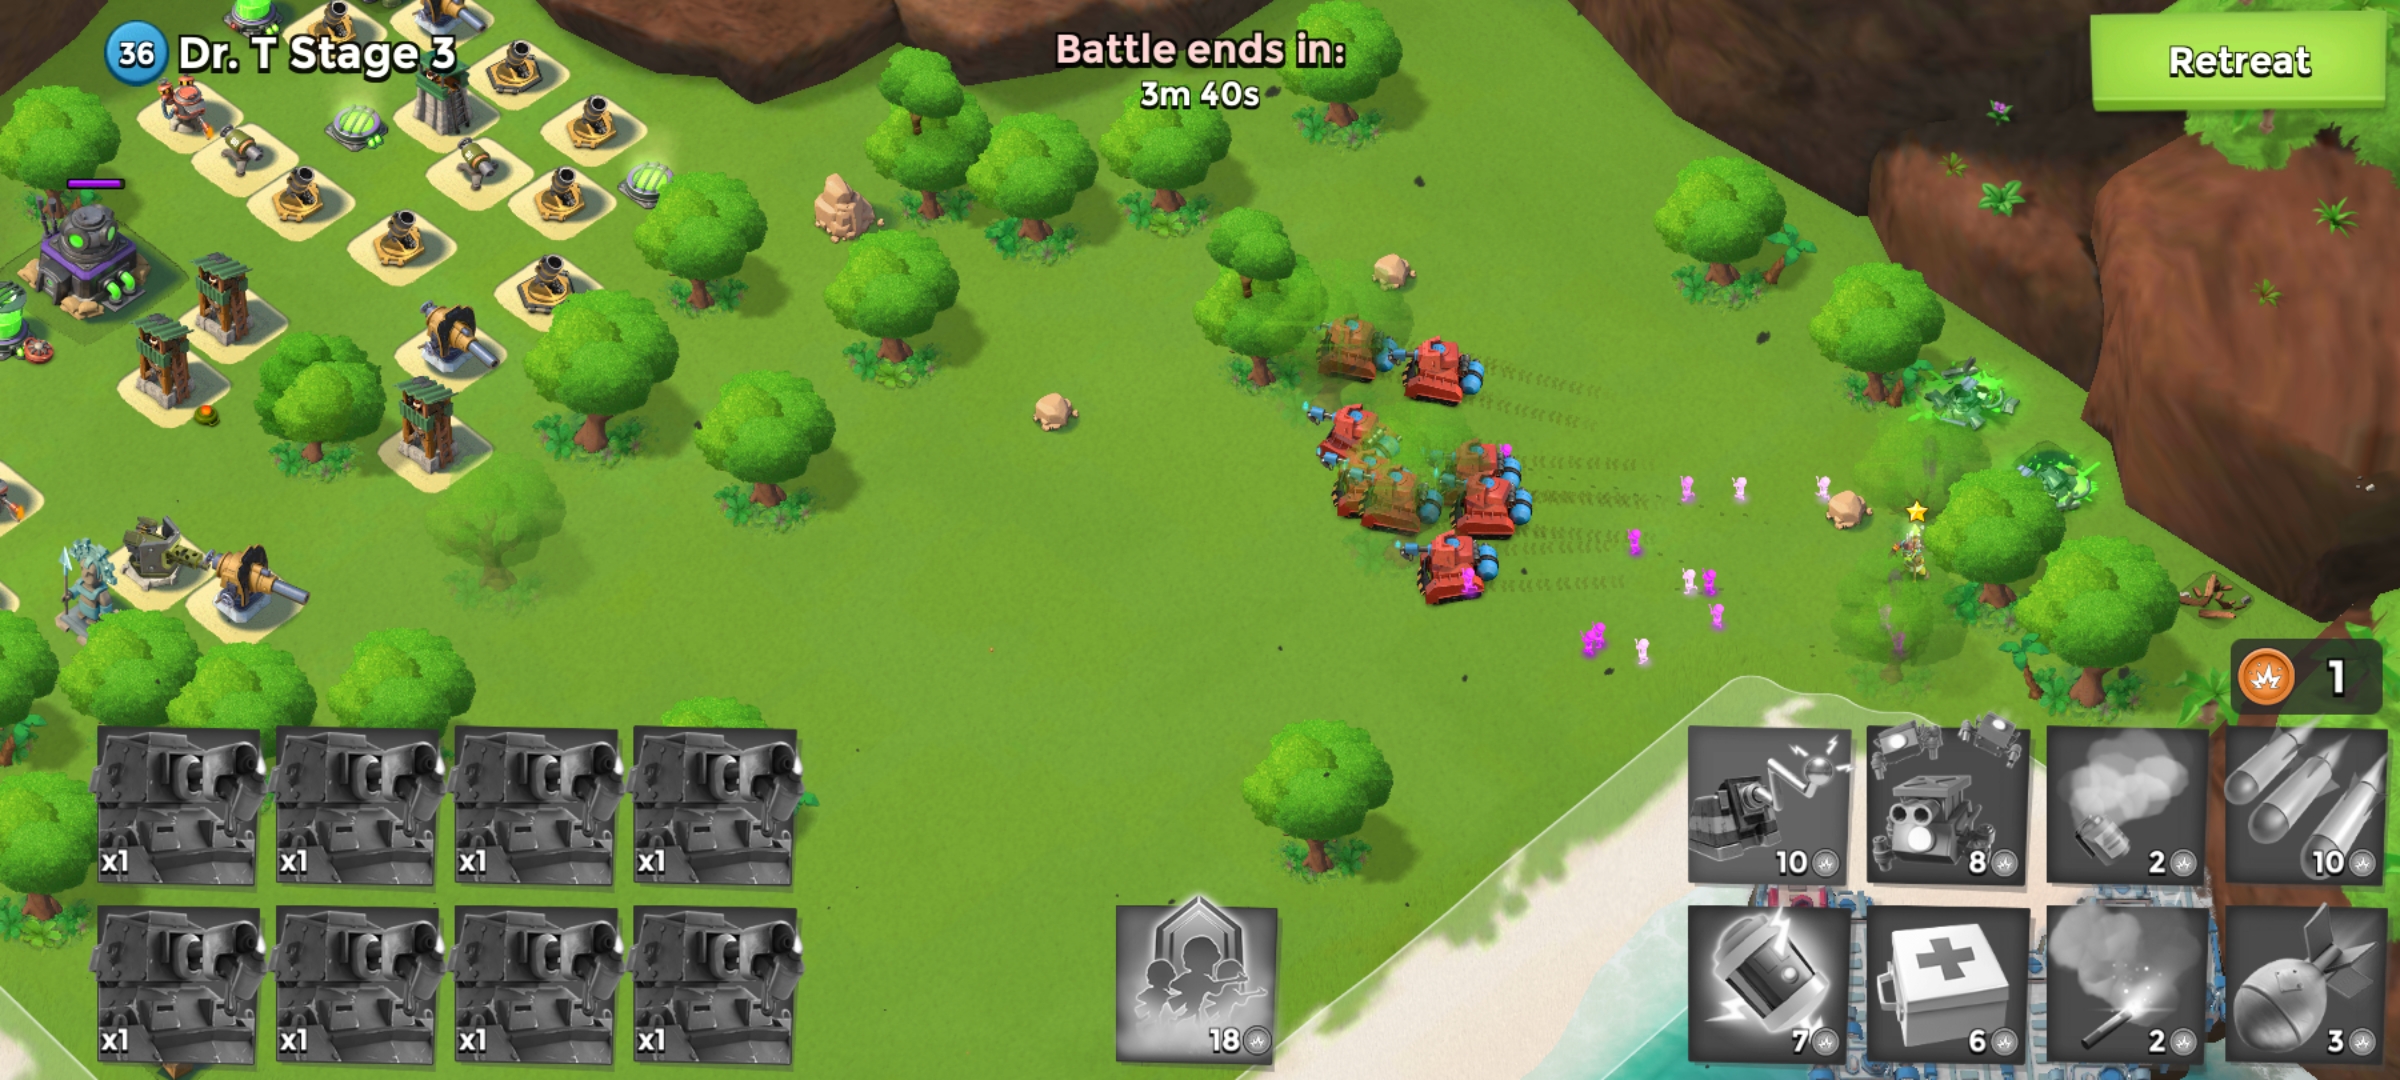 36 Dr. T Stage 3
Battle ends in:
3m 40s
Retreat
1
x1 x1 x1 x1
10 8 2 10
x1 x1 x1 x1
18
7 6 2 3